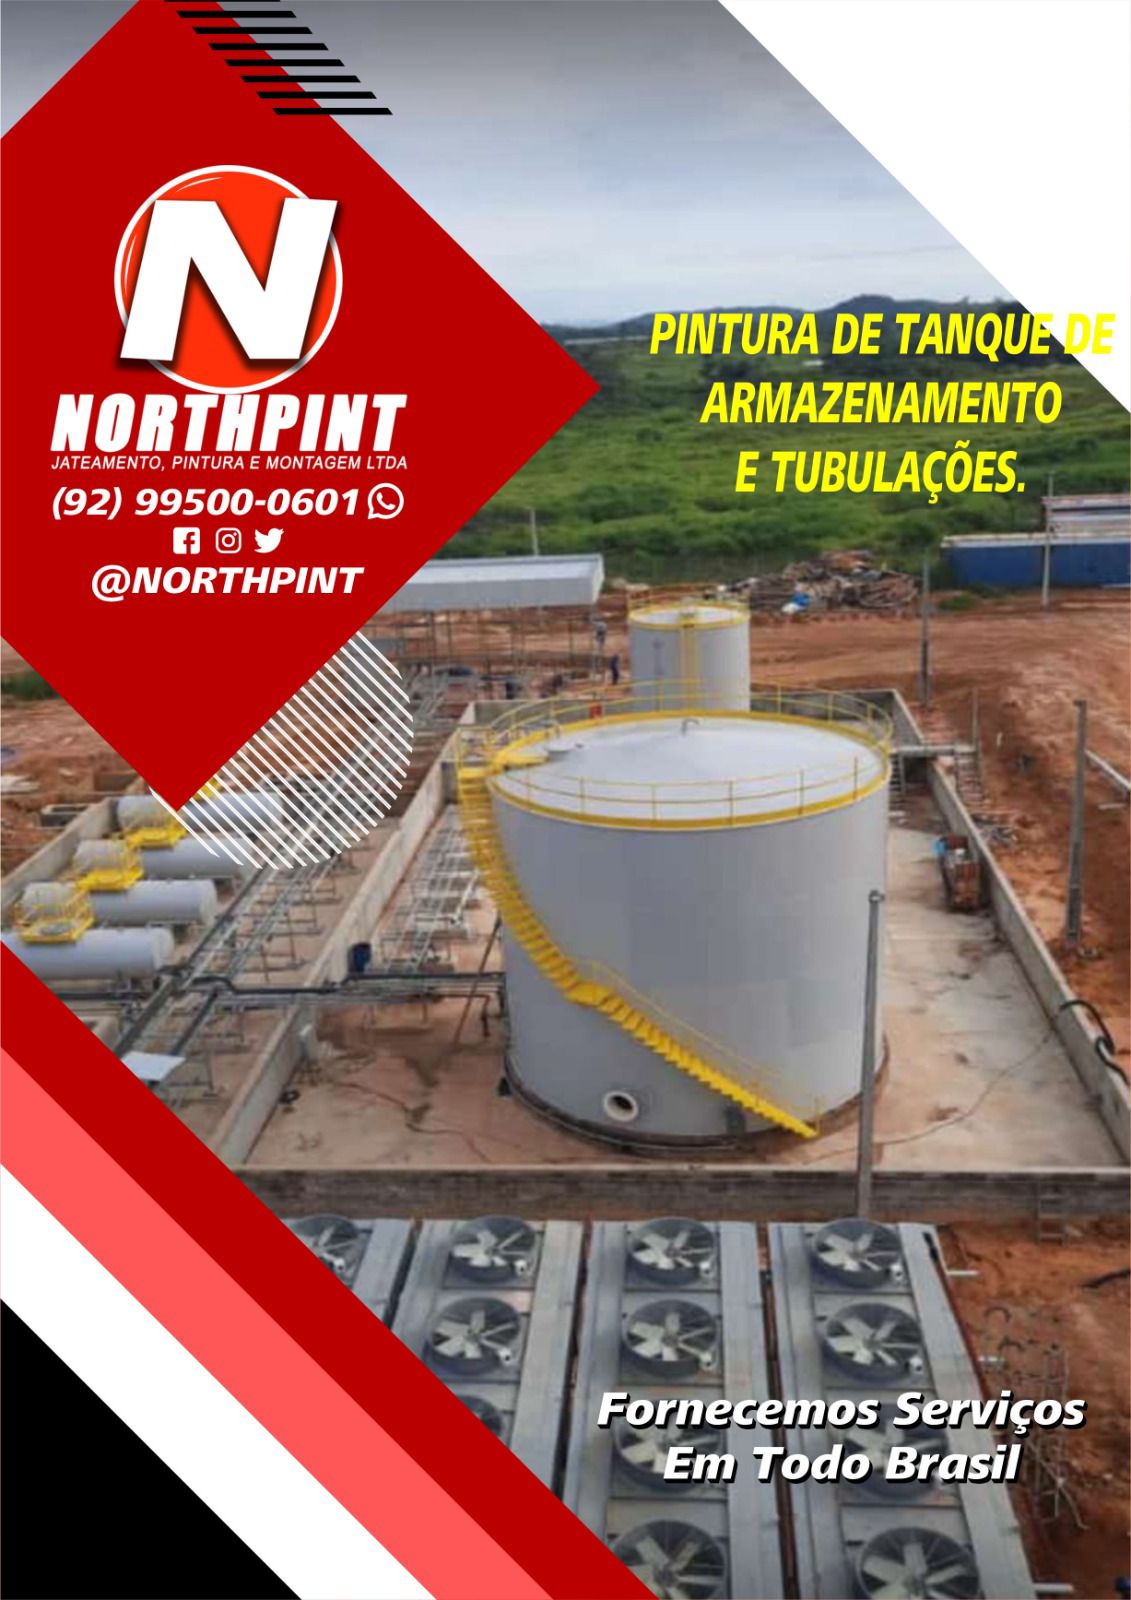 N
NORTHPINT
JATEAMENTO, PINTURA E MONTAGEM LTDA
(92) 99500-0601
@NORTHPINT
PINTURA DE TANQUE DE
ARMAZENAMENTO
E TUBULAÇÕES.
Fornecemos Serviços
Em Todo Brasil